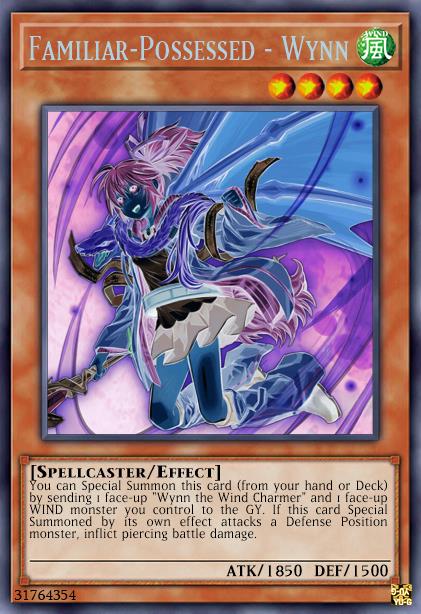 Familiar-Possessed - Wynn
WIND
風
[Spellcaster/Effect]
You can Special Summon this card (from your hand or Deck)
by sending 1 face-up "Wynn the Wind Charmer" and 1 face-up
WIND monster you control to the GY. If this card Special
Summoned by its own effect attacks a Defense Position
monster, inflict piercing battle damage.
ATK/1850 DEF/1500
31764354